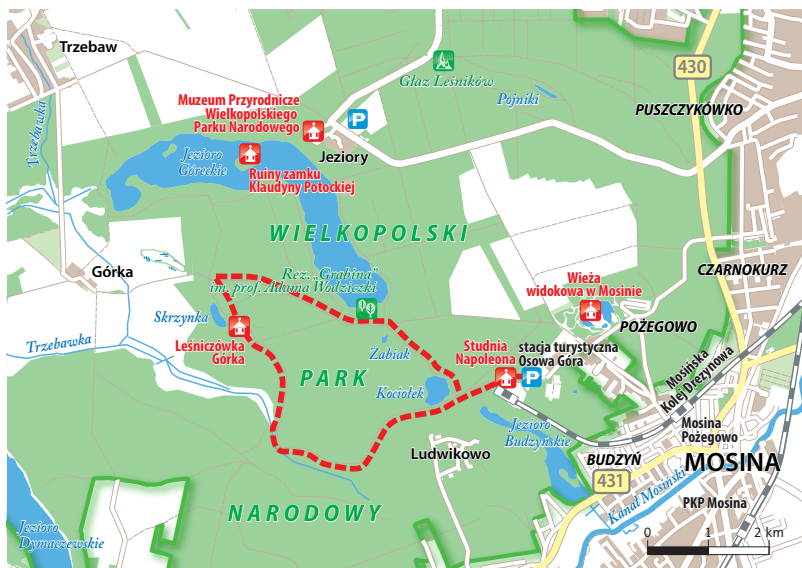 Trzebaw
430
Głaz Leśników
Pojniki
Trzebawka
Muzeum Przyrodnicze
Wielkopolskiego
Parku Narodowego
P
PUSZCZYKÓWKO
Jeziory
Jezioro
Góreckie
Ruiny zamku
Klaudyny Potockiej
WIELKOPOLSKI
Górka
Rez. „Grabina”
im. prof. Adama Wodziczki
CZARNOKURZ
Wieża
widokowa w Mosinie
Skrzynka
POŻEGOWO
Trzebawka
Leśniczówka
Górka
Żabiak
Studnia
Napoleona
stacja turystyczna
Osowa Góra
P
Mosińska
Kolej Drezynowa
PARK
Kociołek
Jezioro
Budzyńskie
Mosina
Pożegowo
Ludwikowo
BUDZYŃ
MOSINA
431
Kanał Mosiński
PKP Mosina
NARODOWY
Jezioro
Dymaczewskie
0 1 2 km